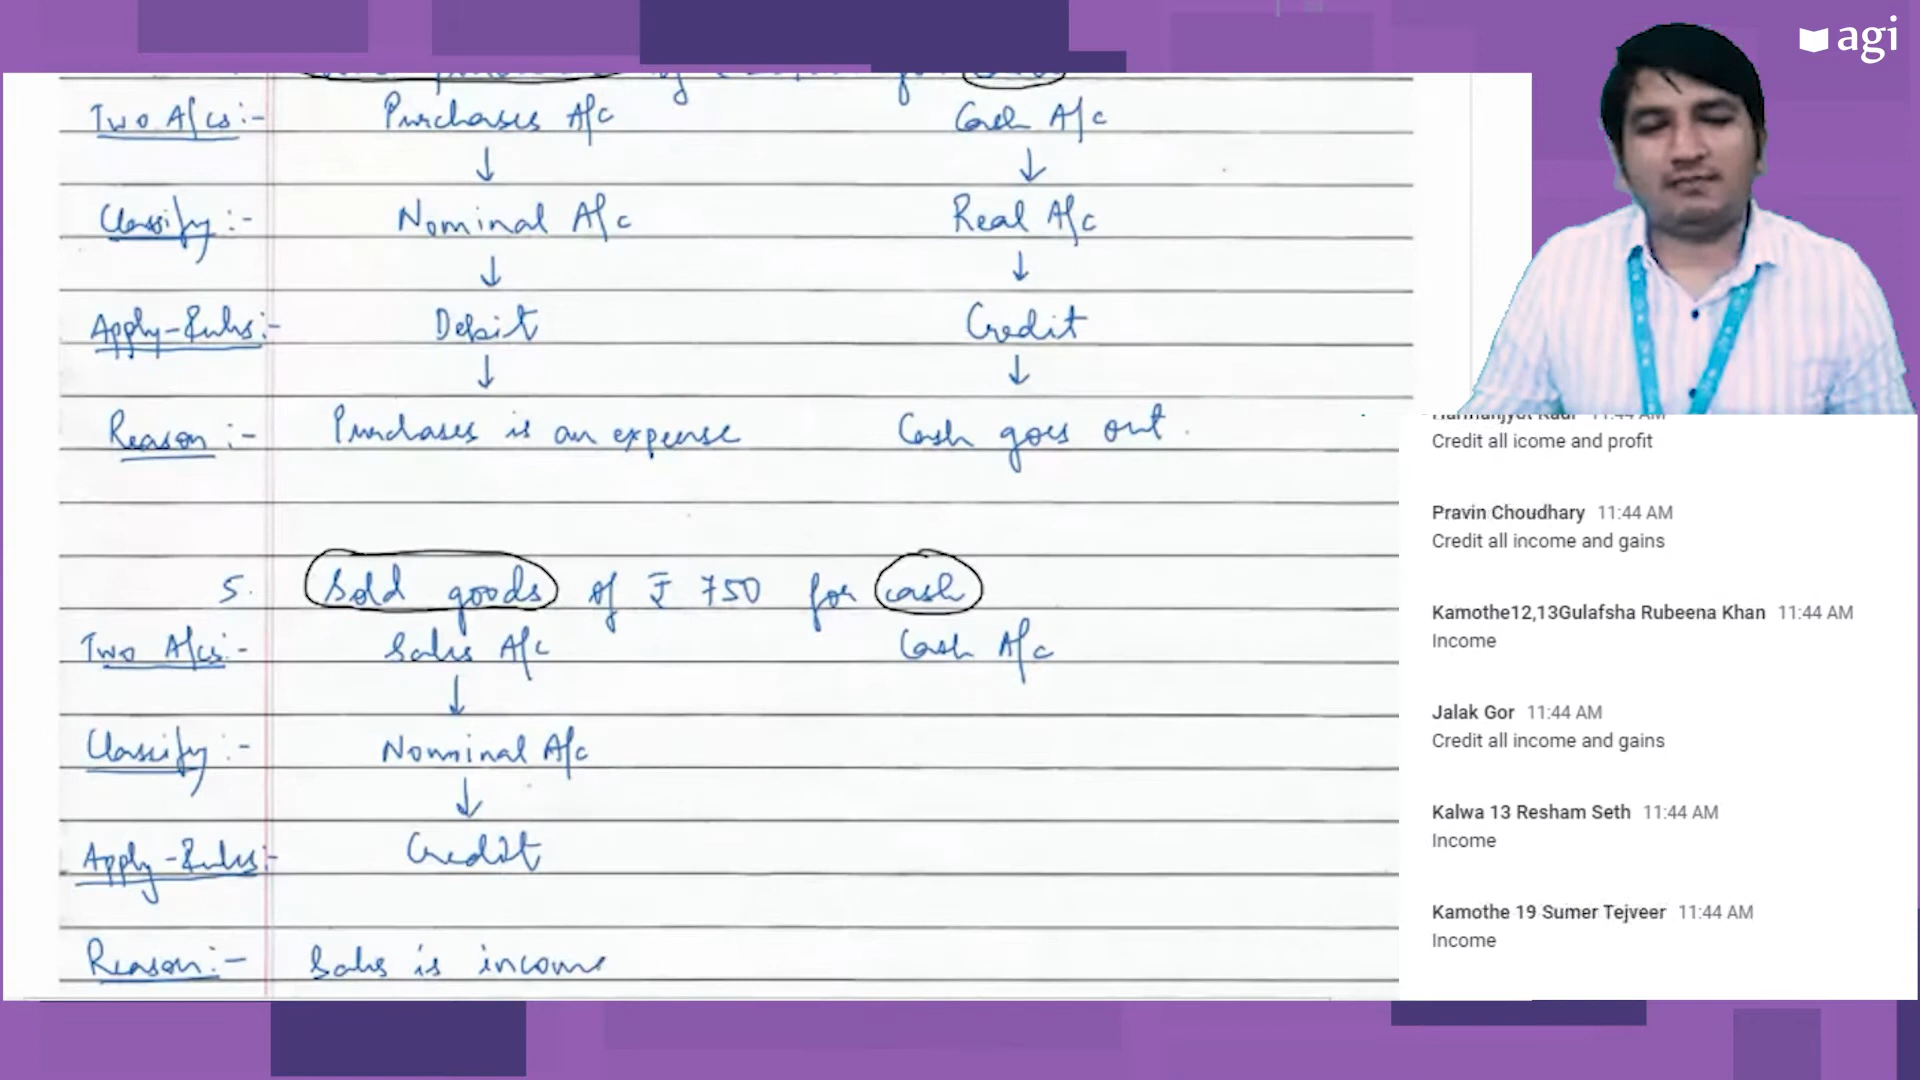 agi
Two A/cs:- Purchases A/c Cash A/c
Classify:- Nominal A/c Real A/c
Apply-Rules:- Debit Credit
Reason:- Purchases is an expense Cash goes out.
5. Sold goods of ₹ 750 for cash
Two A/cs:- Sales A/c Cash A/c
Classify:- Nominal A/c
Apply-Rules:- Credit
Reason:- Sales is income
11:44 AM
Credit all icome and profit
Pravin Choudhary 11:44 AM
Credit all income and gains
Kamothe12,13Gulafsha Rubeena Khan 11:44 AM
Income
Jalak Gor 11:44 AM
Credit all income and gains
Kalwa 13 Resham Seth 11:44 AM
Income
Kamothe 19 Sumer Tejveer 11:44 AM
Income